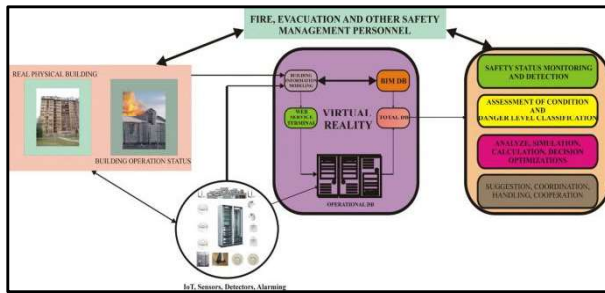 FIRE, EVACUATION AND OTHER SAFETY
MANAGEMENT PERSONNEL
REAL PHYSICAL BUILDING
BUILDING OPERATION STATUS
BUILDING
INFORMATION
MODELING
BIM DB
VIRTUAL
REALITY
WEB
SERVICE
TERMINAL
TOTAL DB
OPERATIONAL DB
SAFETY STATUS MONITORING
AND DETECTION
ASSESSMENT OF CONDITION
AND
DANGER LEVEL CLASSIFICATION
ANALYZE, SIMULATION,
CALCULATION, DECISION
OPTIMIZATIONS
SUGGESTION, COORDINATION,
HANDLING, COOPERATION
IoT, Sensors, Detectors, Alarming